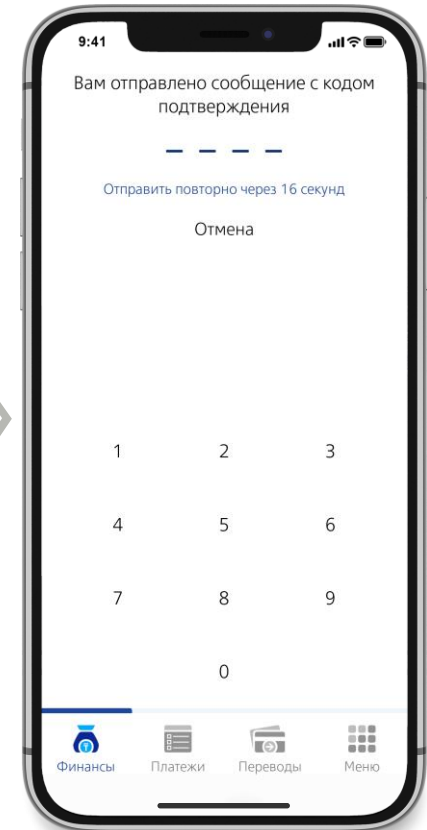 9:41
Вам отправлено сообщение с кодом
подтверждения
Отправить повторно через 16 секунд
Отмена
1 2 3
4 5 6
7 8 9
0
Финансы Платежи Переводы Меню